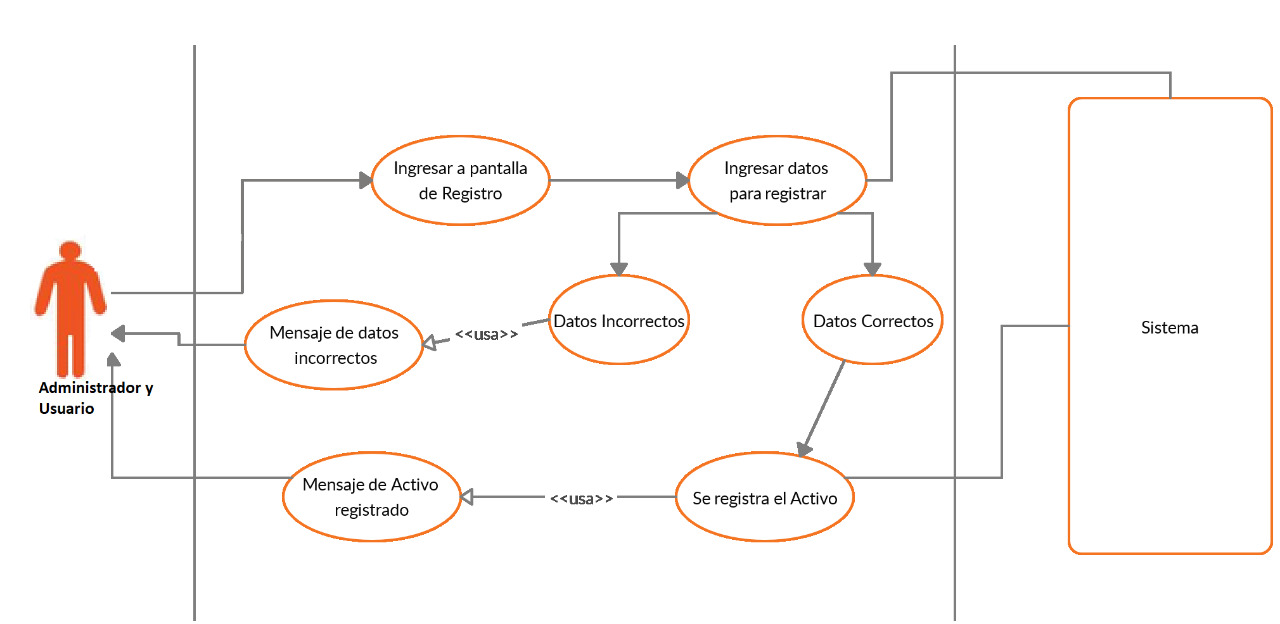 Ingresar a pantalla
de Registro
Ingresar datos
para registrar
Datos Incorrectos
Datos Correctos
Sistema
Mensaje de datos
incorrectos
<<usa>>
Administrador y
Usuario
Mensaje de Activo
registrado
<<usa>>
Se registra el Activo